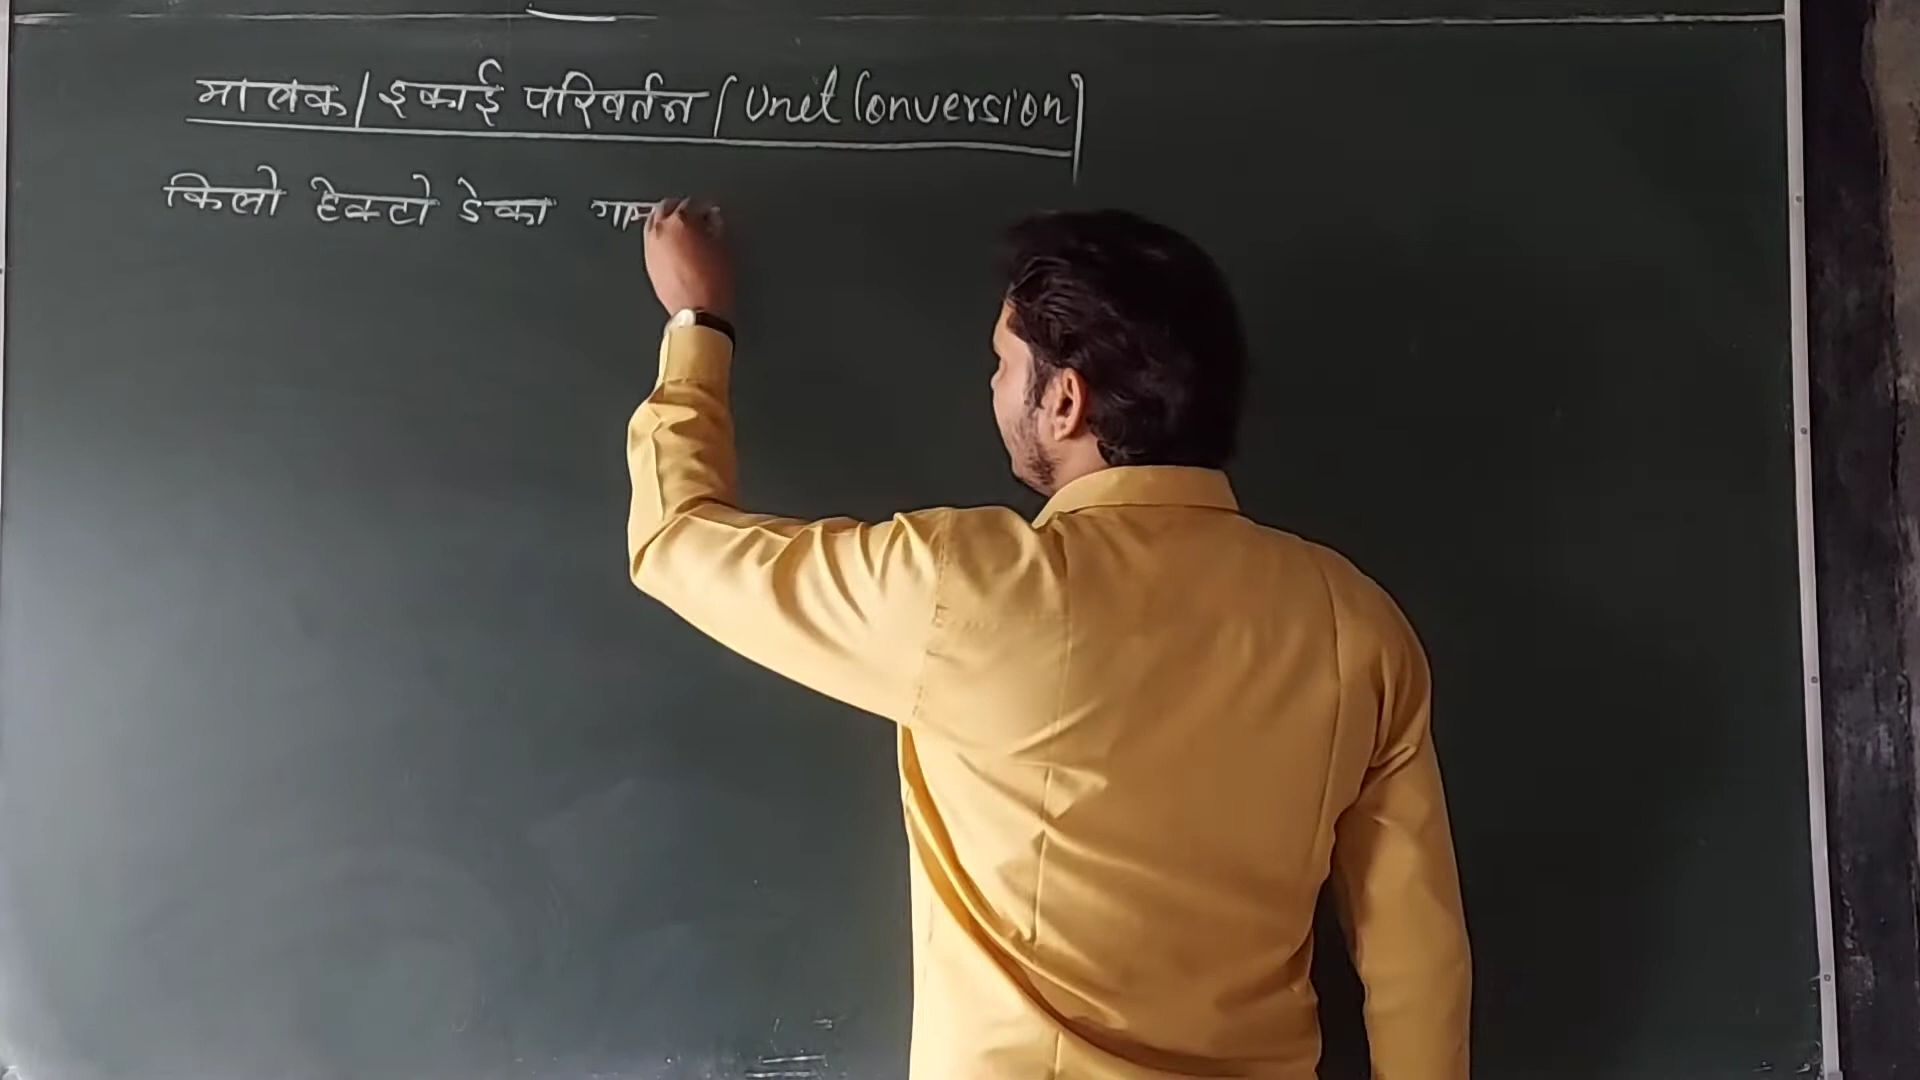 मात्रक/इकाई परिवर्तन/Unit Conversion
किलो हेक्टो डेका